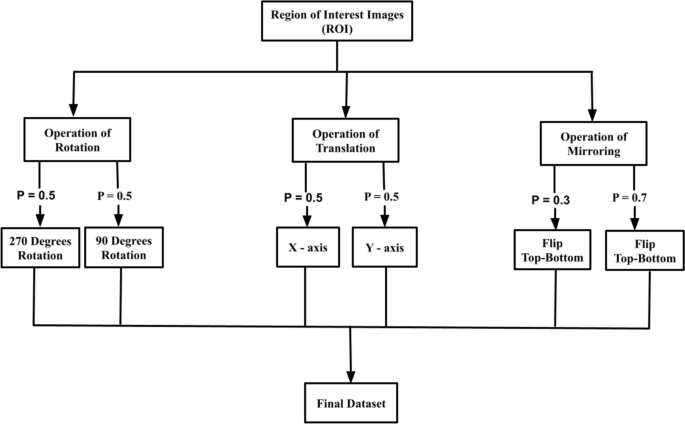 Region of Interest Images
(ROI)
Operation of
Rotation
Operation of
Translation
Operation of
Mirroring
P = 0.5
P = 0.5
P = 0.5
P = 0.5
P = 0.3
P = 0.7
270 Degrees
Rotation
90 Degrees
Rotation
X - axis
Y - axis
Flip
Top-Bottom
Flip
Top-Bottom
Final Dataset